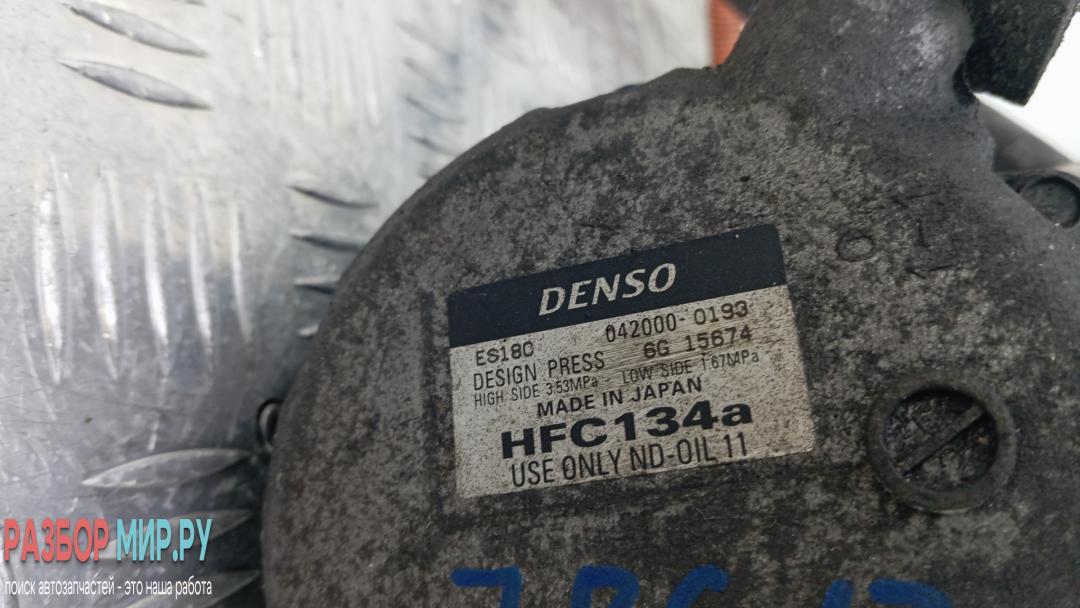 DENSO
ES18C 042000-0193
DESIGN PRESS 6G 15674
HIGH SIDE 3.53MPa - LOW SIDE 1.67MPa
MADE IN JAPAN
HFC134a
USE ONLY ND-OIL 11
РАЗБОР МИР.РУ
поиск автозапчастей - это наша работа